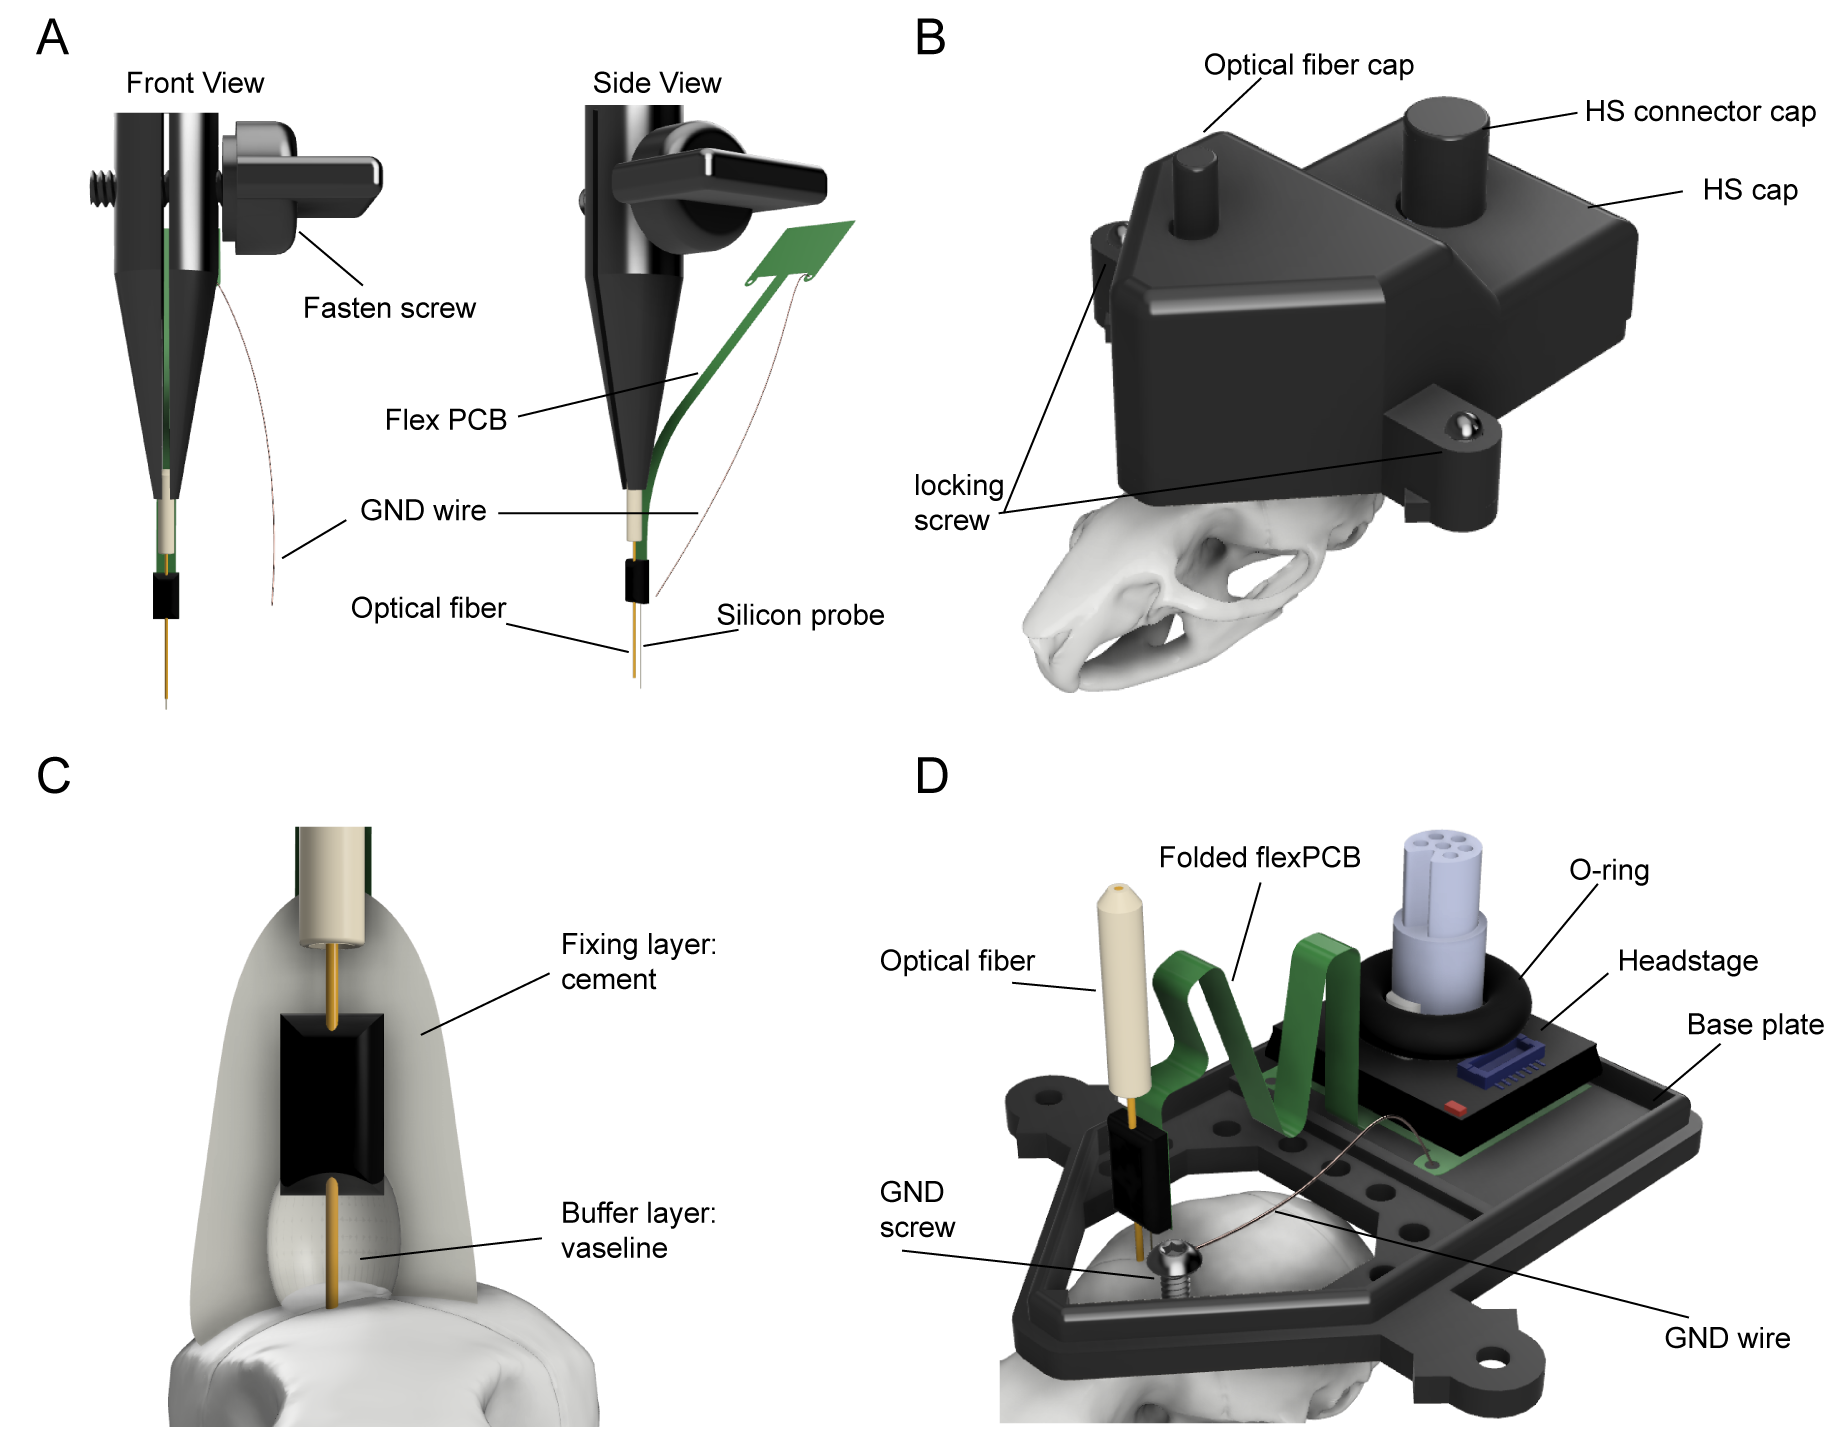 A
Front View
Side View
Fasten screw
Flex PCB
GND wire
Optical fiber
Silicon probe
B
Optical fiber cap
HS connector cap
HS cap
locking
screw
C
Fixing layer:
cement
Buffer layer:
vaseline
D
Folded flexPCB
O-ring
Optical fiber
Headstage
Base plate
GND
screw
GND wire